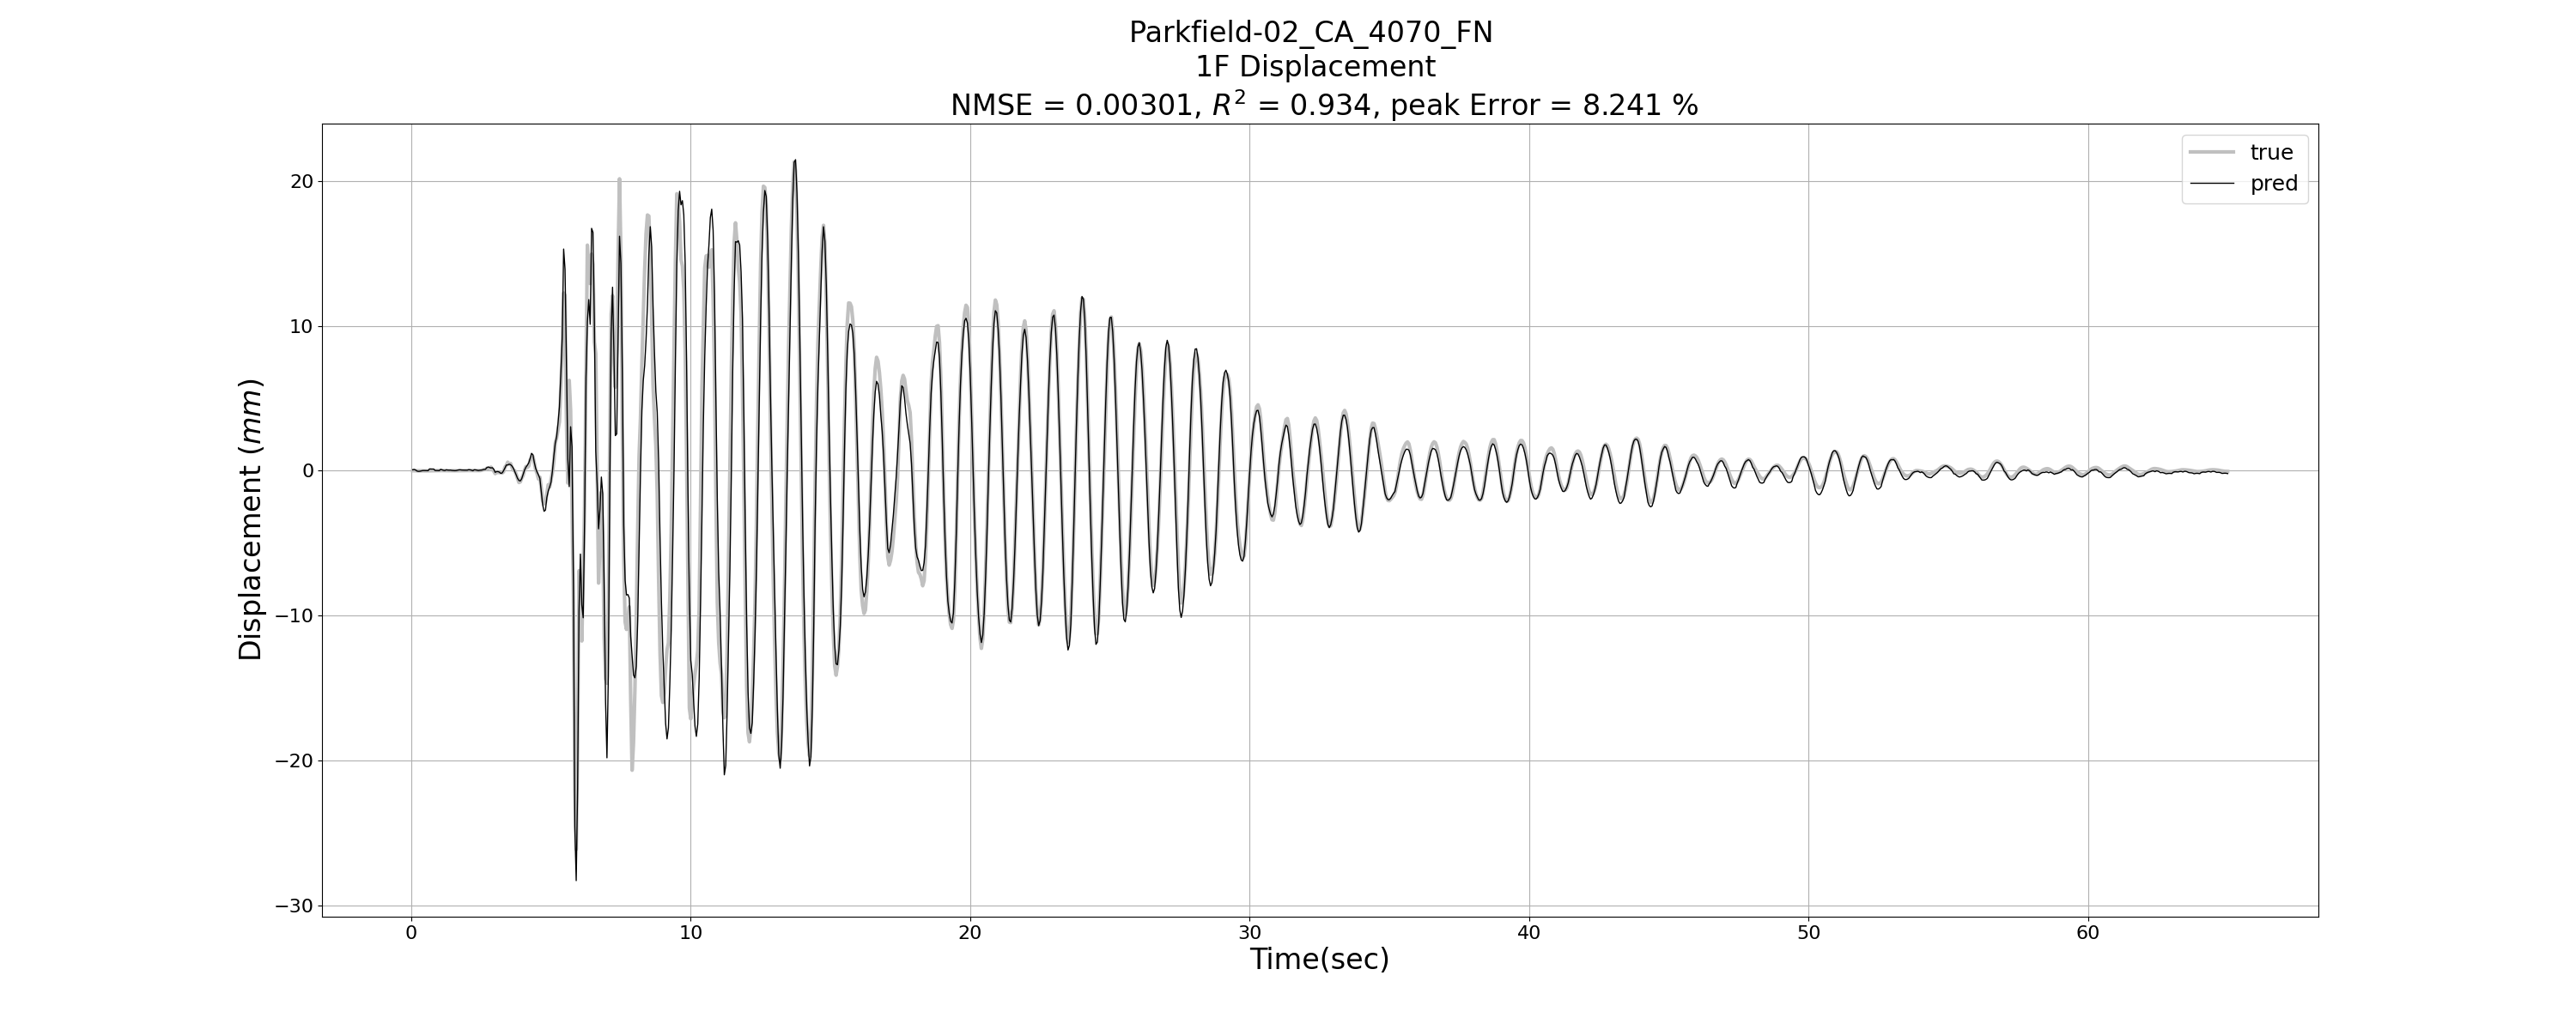 Parkfield-02_CA_4070_FN
1F Displacement
NMSE = 0.00301, R² = 0.934, peak Error = 8.241 %
true
pred
Displacement (mm)
20
10
0
−10
−20
−30
0 10 20 30 40 50 60
Time(sec)